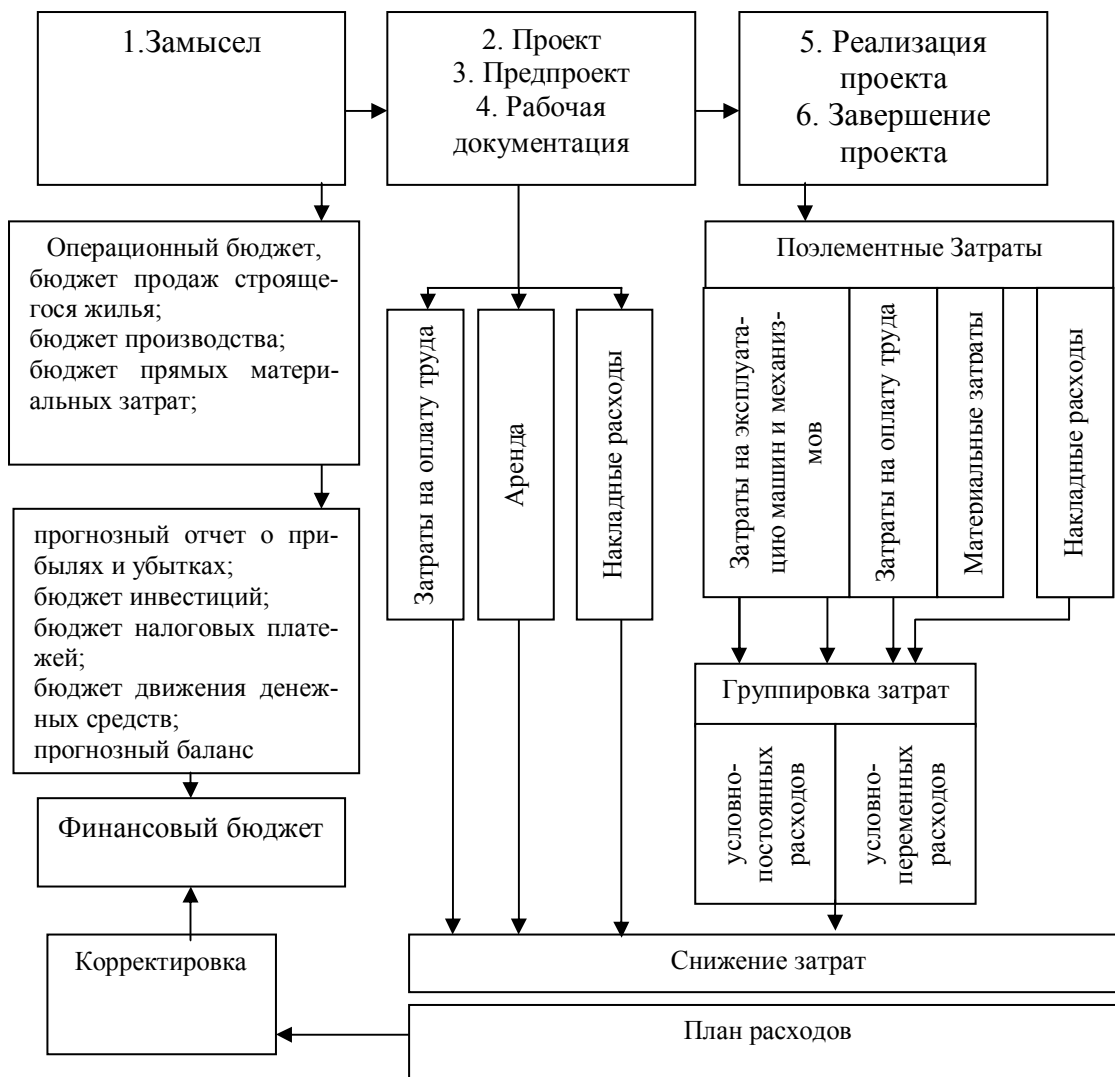 1.Замысел
2. Проект
3. Предпроект
4. Рабочая
документация
5. Реализация
проекта
6. Завершение
проекта
Операционный бюджет,
бюджет продаж строяще-
гося жилья;
бюджет производства;
бюджет прямых матери-
альных затрат;
прогнозный отчет о при-
былях и убытках;
бюджет инвестиций;
бюджет налоговых плате-
жей;
бюджет движения денеж-
ных средств;
прогнозный баланс
Финансовый бюджет
Корректировка
Затраты на оплату труда
Аренда
Накладные расходы
Поэлементные Затраты
Затраты на эксплуата-
цию машин и механиз-
мов
Затраты на оплату труда
Материальные затраты
Накладные расходы
Группировка затрат
условно-
постоянных
расходов
условно-
переменных
расходов
Снижение затрат
План расходов